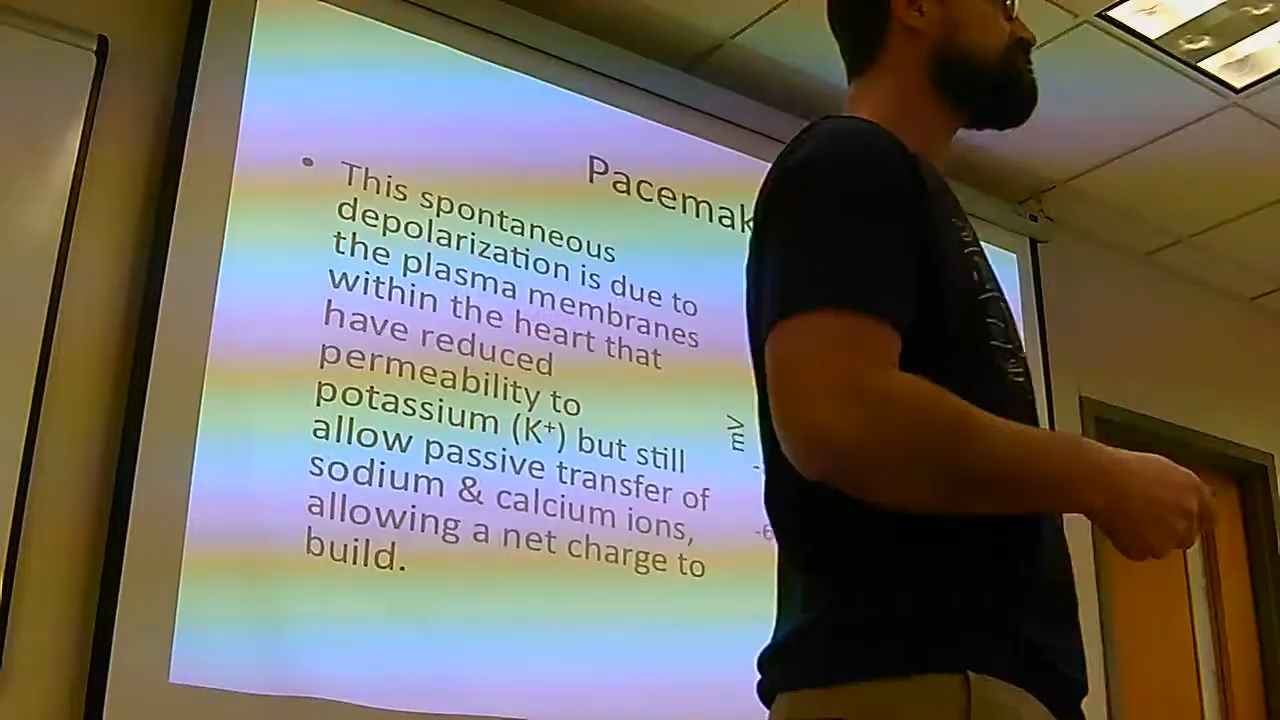 Pacemak
• This spontaneous
depolarization is due to
the plasma membranes
within the heart that
have reduced
permeability to
potassium (K⁺) but still
allow passive transfer of
sodium & calcium ions,
allowing a net charge to
build.
mV
-6